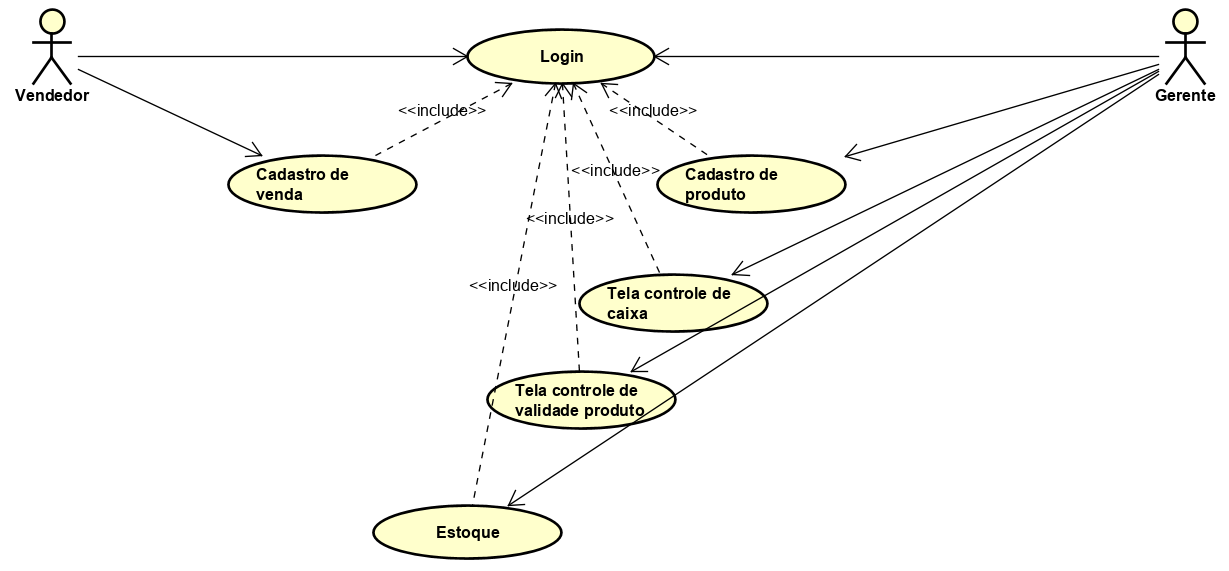 Login
Vendedor
Gerente
<<include>>
<<include>>
Cadastro de
venda
<<include>>
Cadastro de
produto
<<include>>
<<include>>
Tela controle de
caixa
Tela controle de
validade produto
Estoque